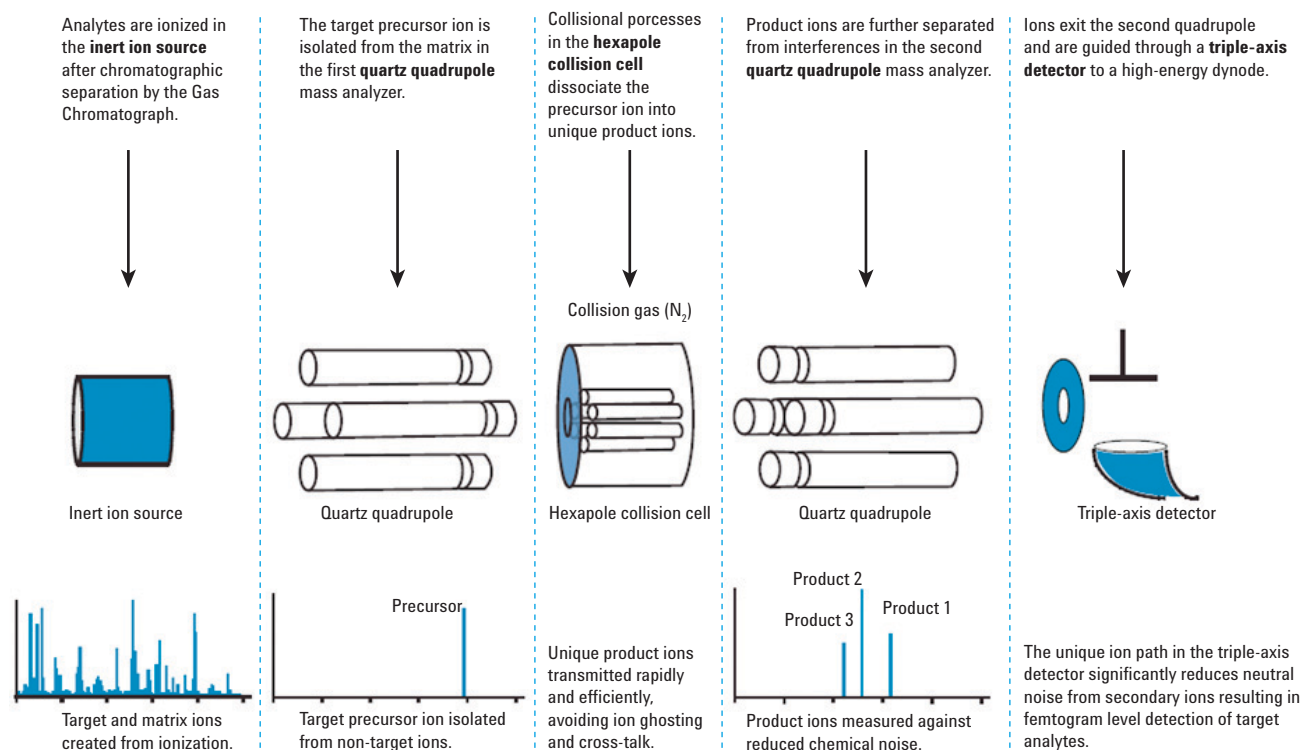 Analytes are ionized in
the inert ion source
after chromatographic
separation by the Gas
Chromatograph.
The target precursor ion is
isolated from the matrix in
the first quartz quadrupole
mass analyzer.
Collisional porcesses
in the hexapole
collision cell
dissociate the
precursor ion into
unique product ions.
Product ions are further separated
from interferences in the second
quartz quadrupole mass analyzer.
Ions exit the second quadrupole
and are guided through a triple-axis
detector to a high-energy dynode.
Collision gas (N₂)
Inert ion source
Quartz quadrupole
Hexapole collision cell
Quartz quadrupole
Triple-axis detector
Precursor
Product 2
Product 1
Product 3
Target and matrix ions
created from ionization.
Target precursor ion isolated
from non-target ions.
Unique product ions
transmitted rapidly
and efficiently,
avoiding ion ghosting
and cross-talk.
Product ions measured against
reduced chemical noise.
The unique ion path in the triple-axis
detector significantly reduces neutral
noise from secondary ions resulting in
femtogram level detection of target
analytes.